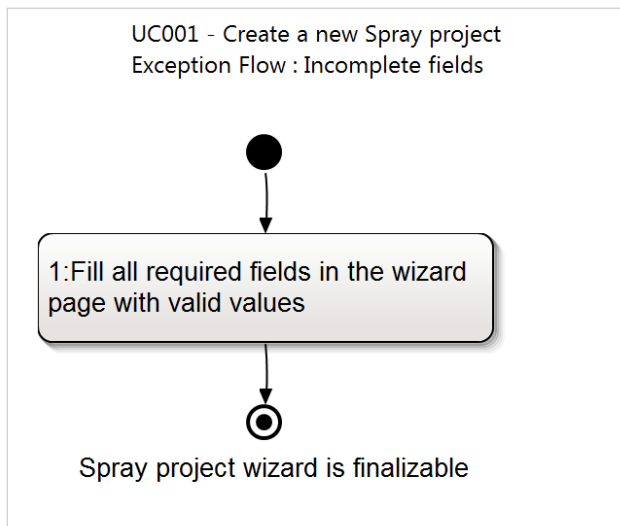 UC001 - Create a new Spray project
Exception Flow : Incomplete fields
1:Fill all required fields in the wizard
page with valid values
Spray project wizard is finalizable